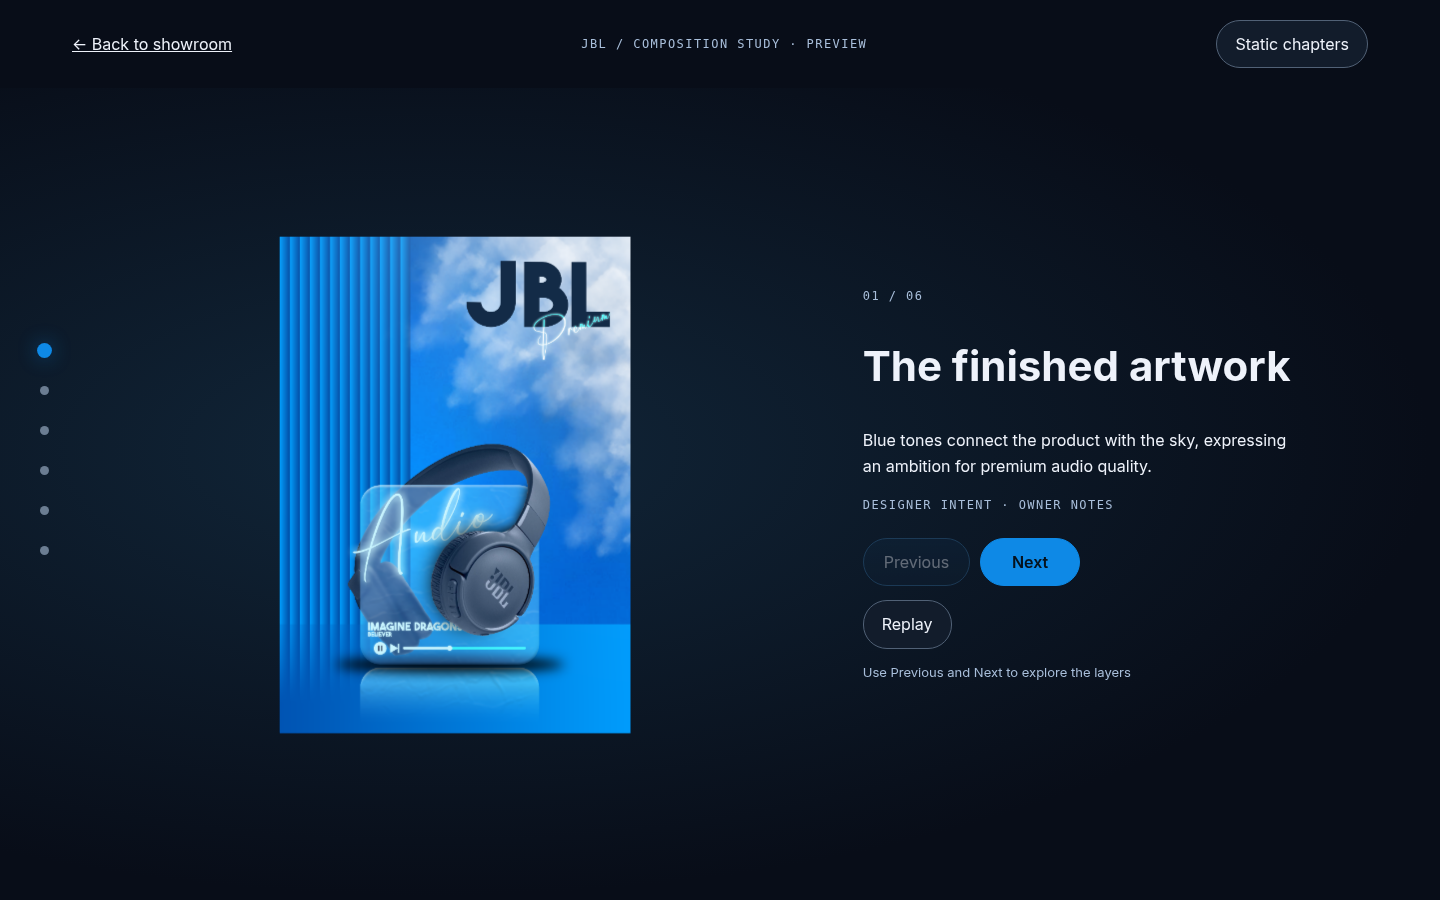 ← Back to showroom
JBL / COMPOSITION STUDY · PREVIEW
Static chapters
JBL
Premium
Audio
JBL
IMAGINE DRAGONS
BELIEVER
01 / 06
The finished artwork
Blue tones connect the product with the sky, expressing
an ambition for premium audio quality.
DESIGNER INTENT · OWNER NOTES
Previous
Next
Replay
Use Previous and Next to explore the layers